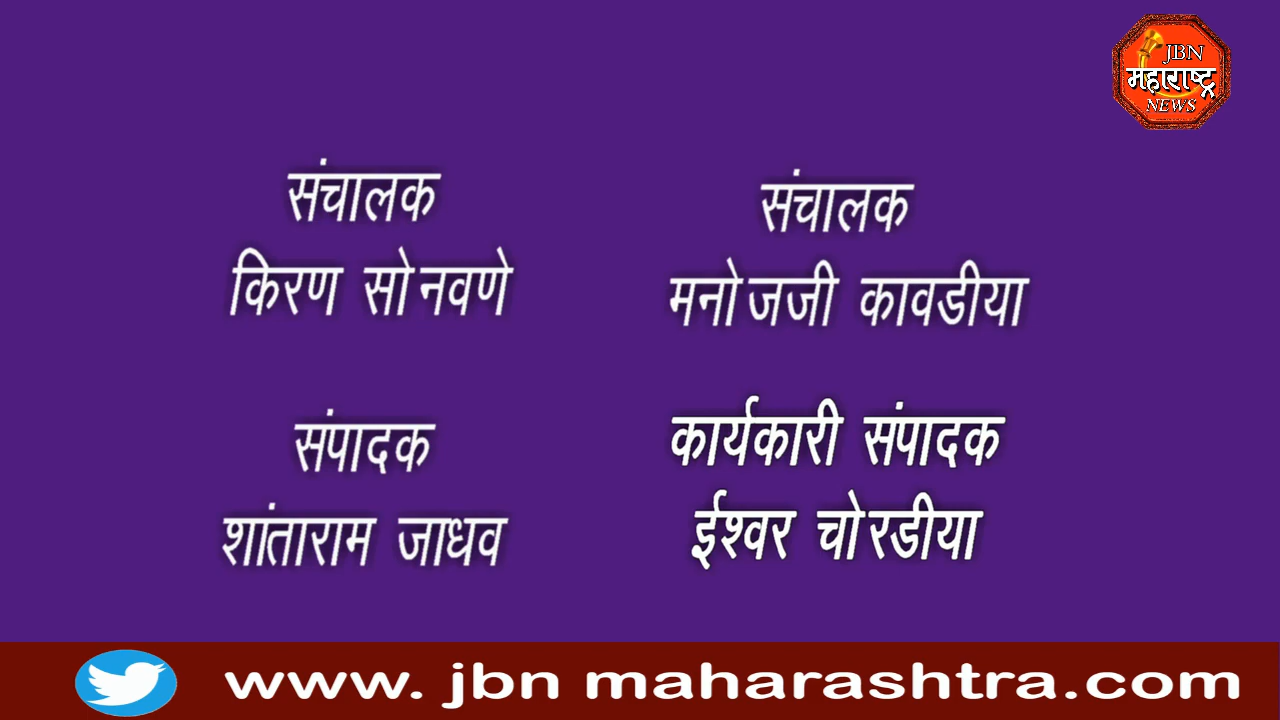 JBN
महाराष्ट्र
NEWS
संचालक
किरण सोनवणे
संचालक
मनोजजी कावडीया
संपादक
शांताराम जाधव
कार्यकारी संपादक
ईश्वर चोरडीया
www. jbn maharashtra.com